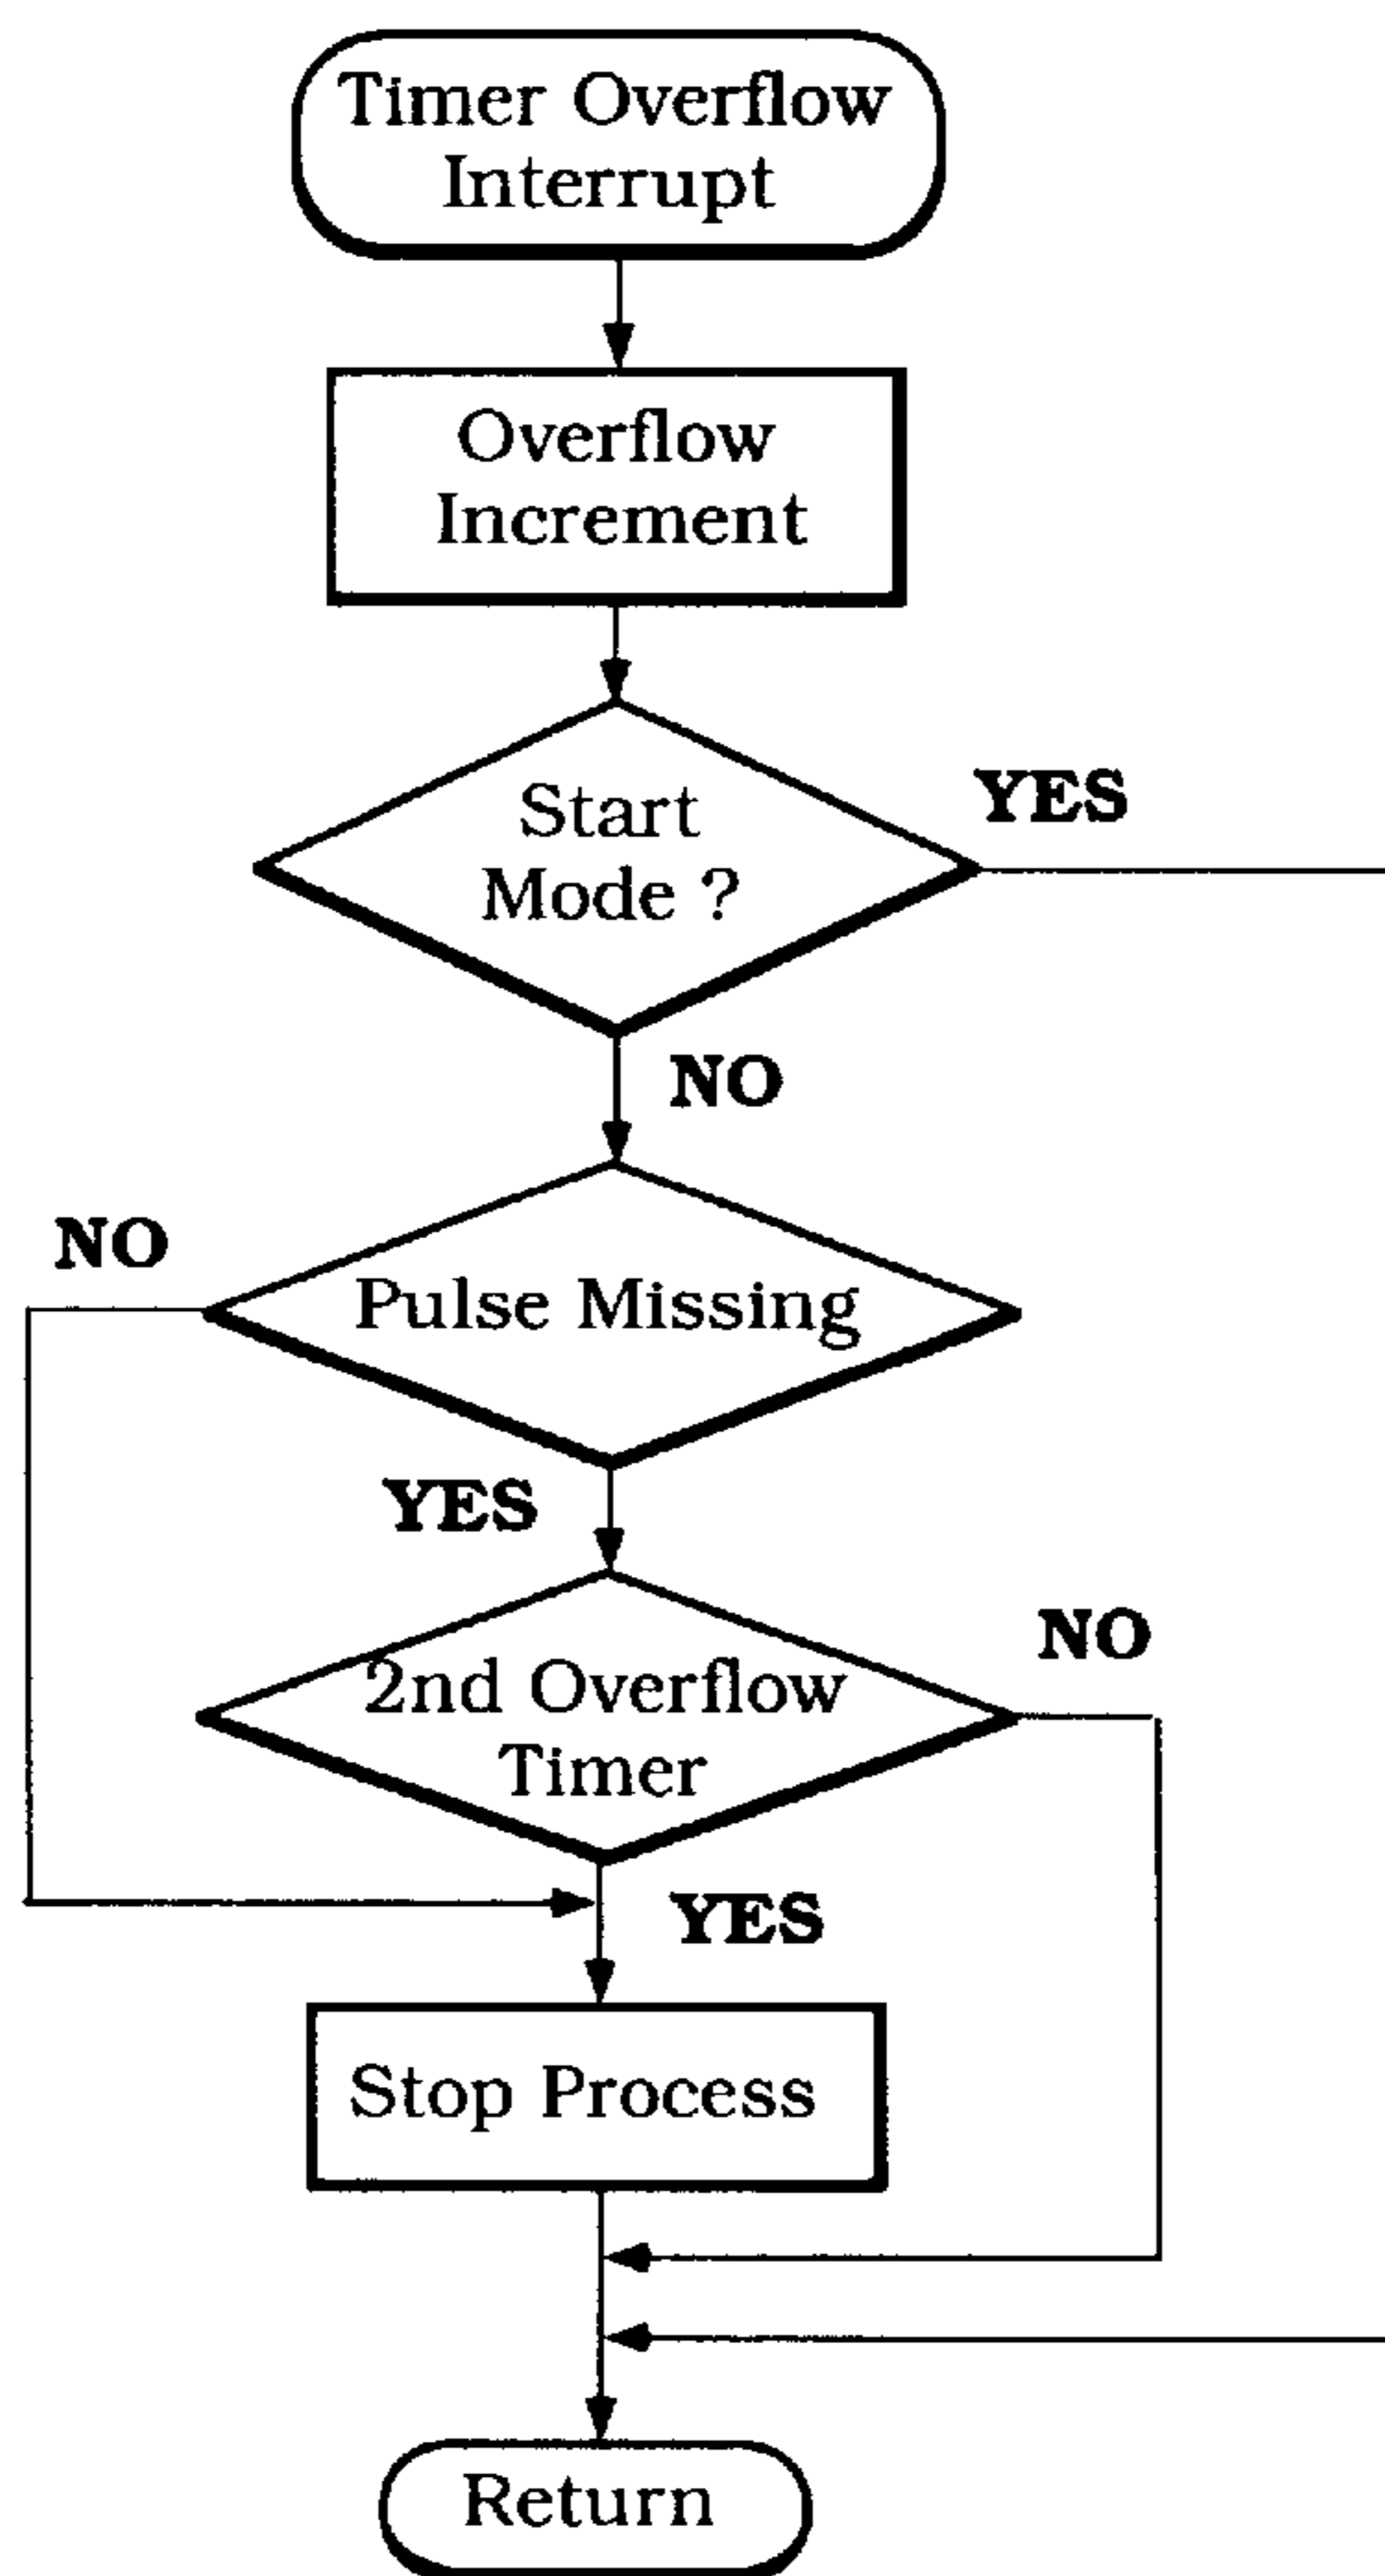 Timer Overflow
Interrupt
Overflow
Increment
Start
Mode ?
YES
NO
Pulse Missing
NO
YES
2nd Overflow
Timer
NO
YES
Stop Process
Return